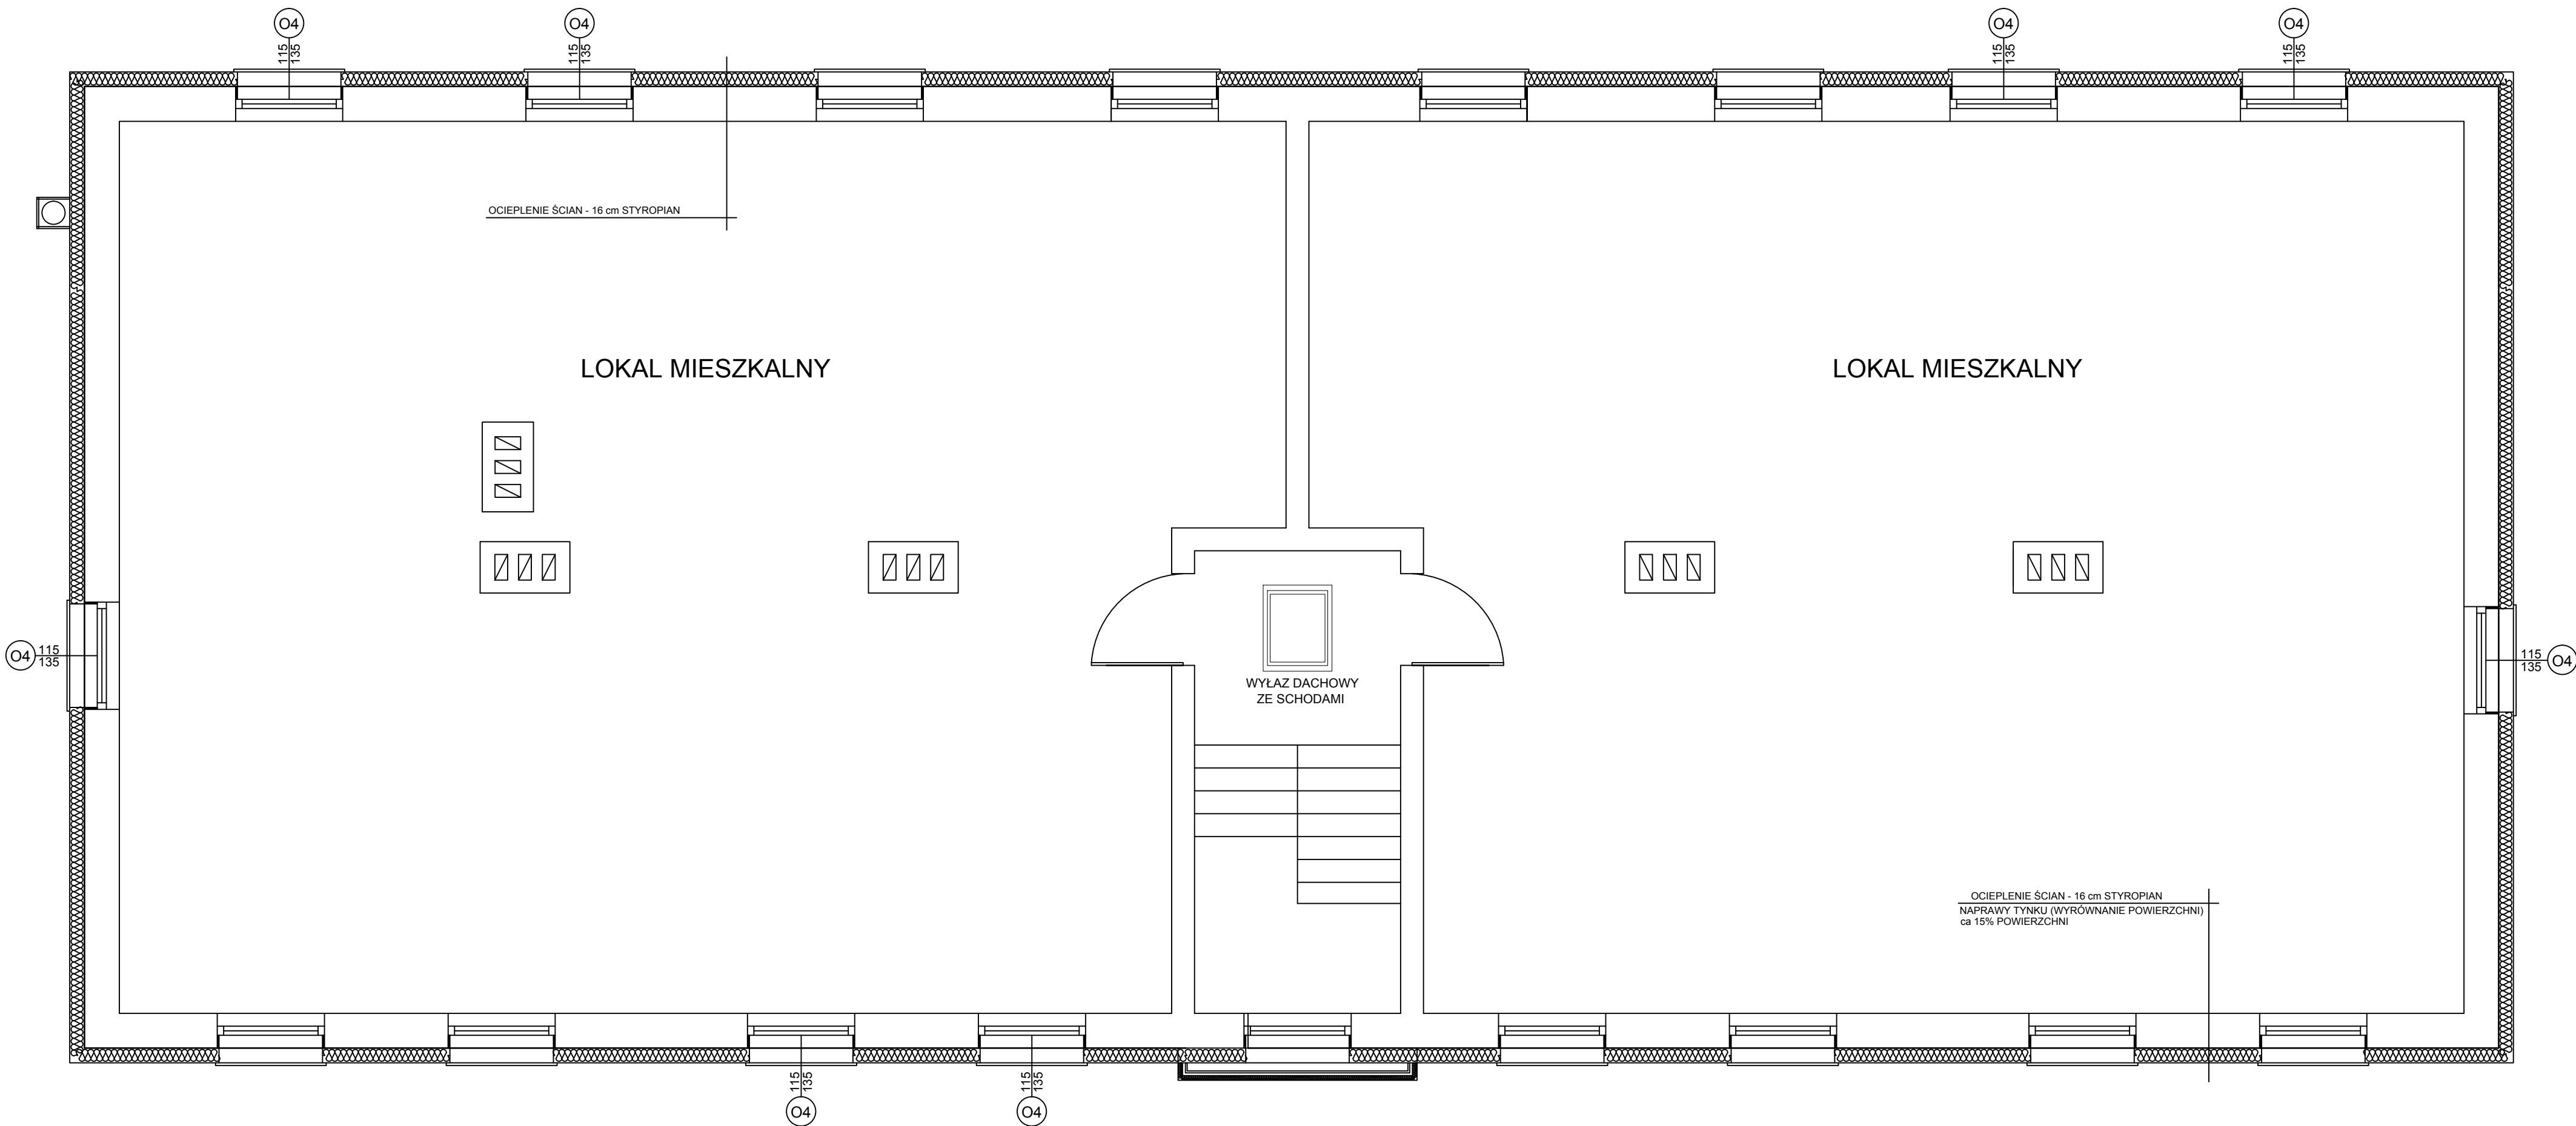 O4
115
135
O4
115
135
O4
115
135
O4
115
135
OCIEPLENIE ŚCIAN - 16 cm STYROPIAN
LOKAL MIESZKALNY
LOKAL MIESZKALNY
O4
115
135
WYŁAZ DACHOWY
ZE SCHODAMI
115
135
O4
OCIEPLENIE ŚCIAN - 16 cm STYROPIAN
NAPRAWY TYNKU (WYRÓWNANIE POWIERZCHNI)
ca 15% POWIERZCHNI
115
135
O4
115
135
O4